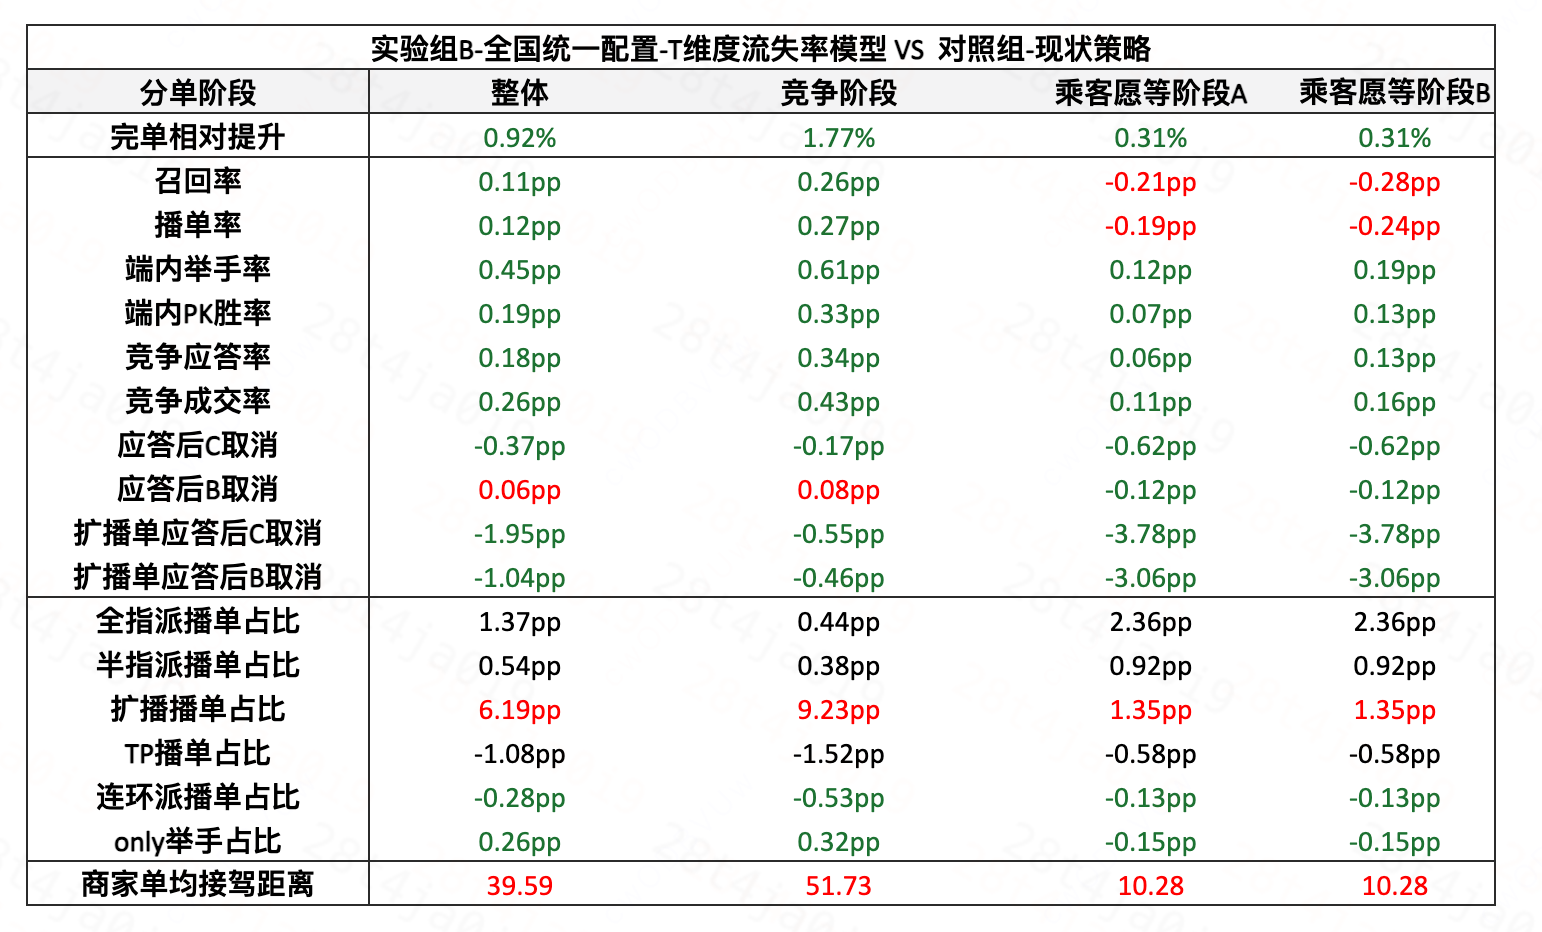 实验组B-全国统一配置-T维度流失率模型 VS 对照组-现状策略
分单阶段 整体 竞争阶段 乘客愿等阶段A 乘客愿等阶段B
完单相对提升 0.92% 1.77% 0.31% 0.31%
召回率 0.11pp 0.26pp -0.21pp -0.28pp
播单率 0.12pp 0.27pp -0.19pp -0.24pp
端内举手率 0.45pp 0.61pp 0.12pp 0.19pp
端内PK胜率 0.19pp 0.33pp 0.07pp 0.13pp
竞争应答率 0.18pp 0.34pp 0.06pp 0.13pp
竞争成交率 0.26pp 0.43pp 0.11pp 0.16pp
应答后C取消 -0.37pp -0.17pp -0.62pp -0.62pp
应答后B取消 0.06pp 0.08pp -0.12pp -0.12pp
扩播单应答后C取消 -1.95pp -0.55pp -3.78pp -3.78pp
扩播单应答后B取消 -1.04pp -0.46pp -3.06pp -3.06pp
全指派播单占比 1.37pp 0.44pp 2.36pp 2.36pp
半指派播单占比 0.54pp 0.38pp 0.92pp 0.92pp
扩播播单占比 6.19pp 9.23pp 1.35pp 1.35pp
TP播单占比 -1.08pp -1.52pp -0.58pp -0.58pp
连环派播单占比 -0.28pp -0.53pp -0.13pp -0.13pp
only举手占比 0.26pp 0.32pp -0.15pp -0.15pp
商家单均接驾距离 39.59 51.73 10.28 10.28